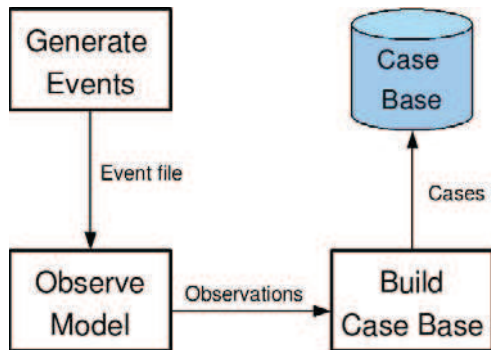 Generate
Events
Case
Base
Event file
Cases
Observe
Model
Observations
Build
Case Base